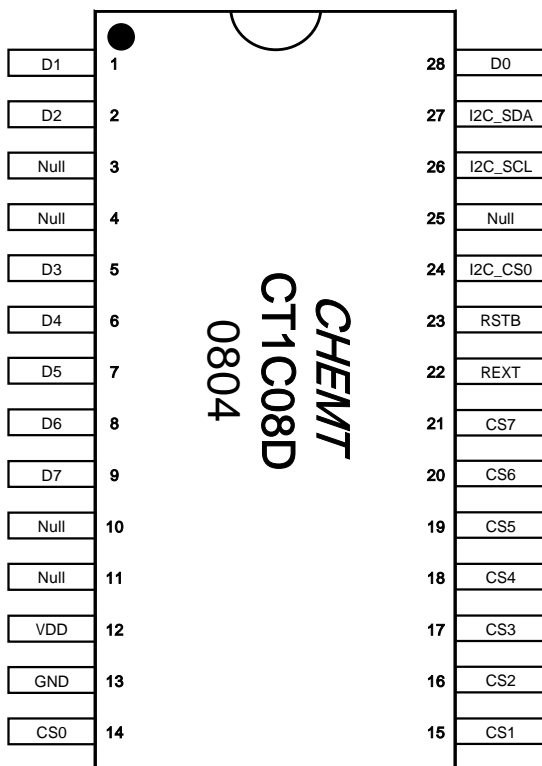 D1 1 28 D0
D2 2 27 I2C_SDA
Null 3 26 I2C_SCL
Null 4 25 Null
D3 5 24 I2C_CS0
D4 6 23 RSTB
D5 7 22 REXT
D6 8 21 CS7
D7 9 20 CS6
Null 10 19 CS5
Null 11 18 CS4
VDD 12 17 CS3
GND 13 16 CS2
CS0 14 15 CS1
CHEMT
CT1C08D
0804